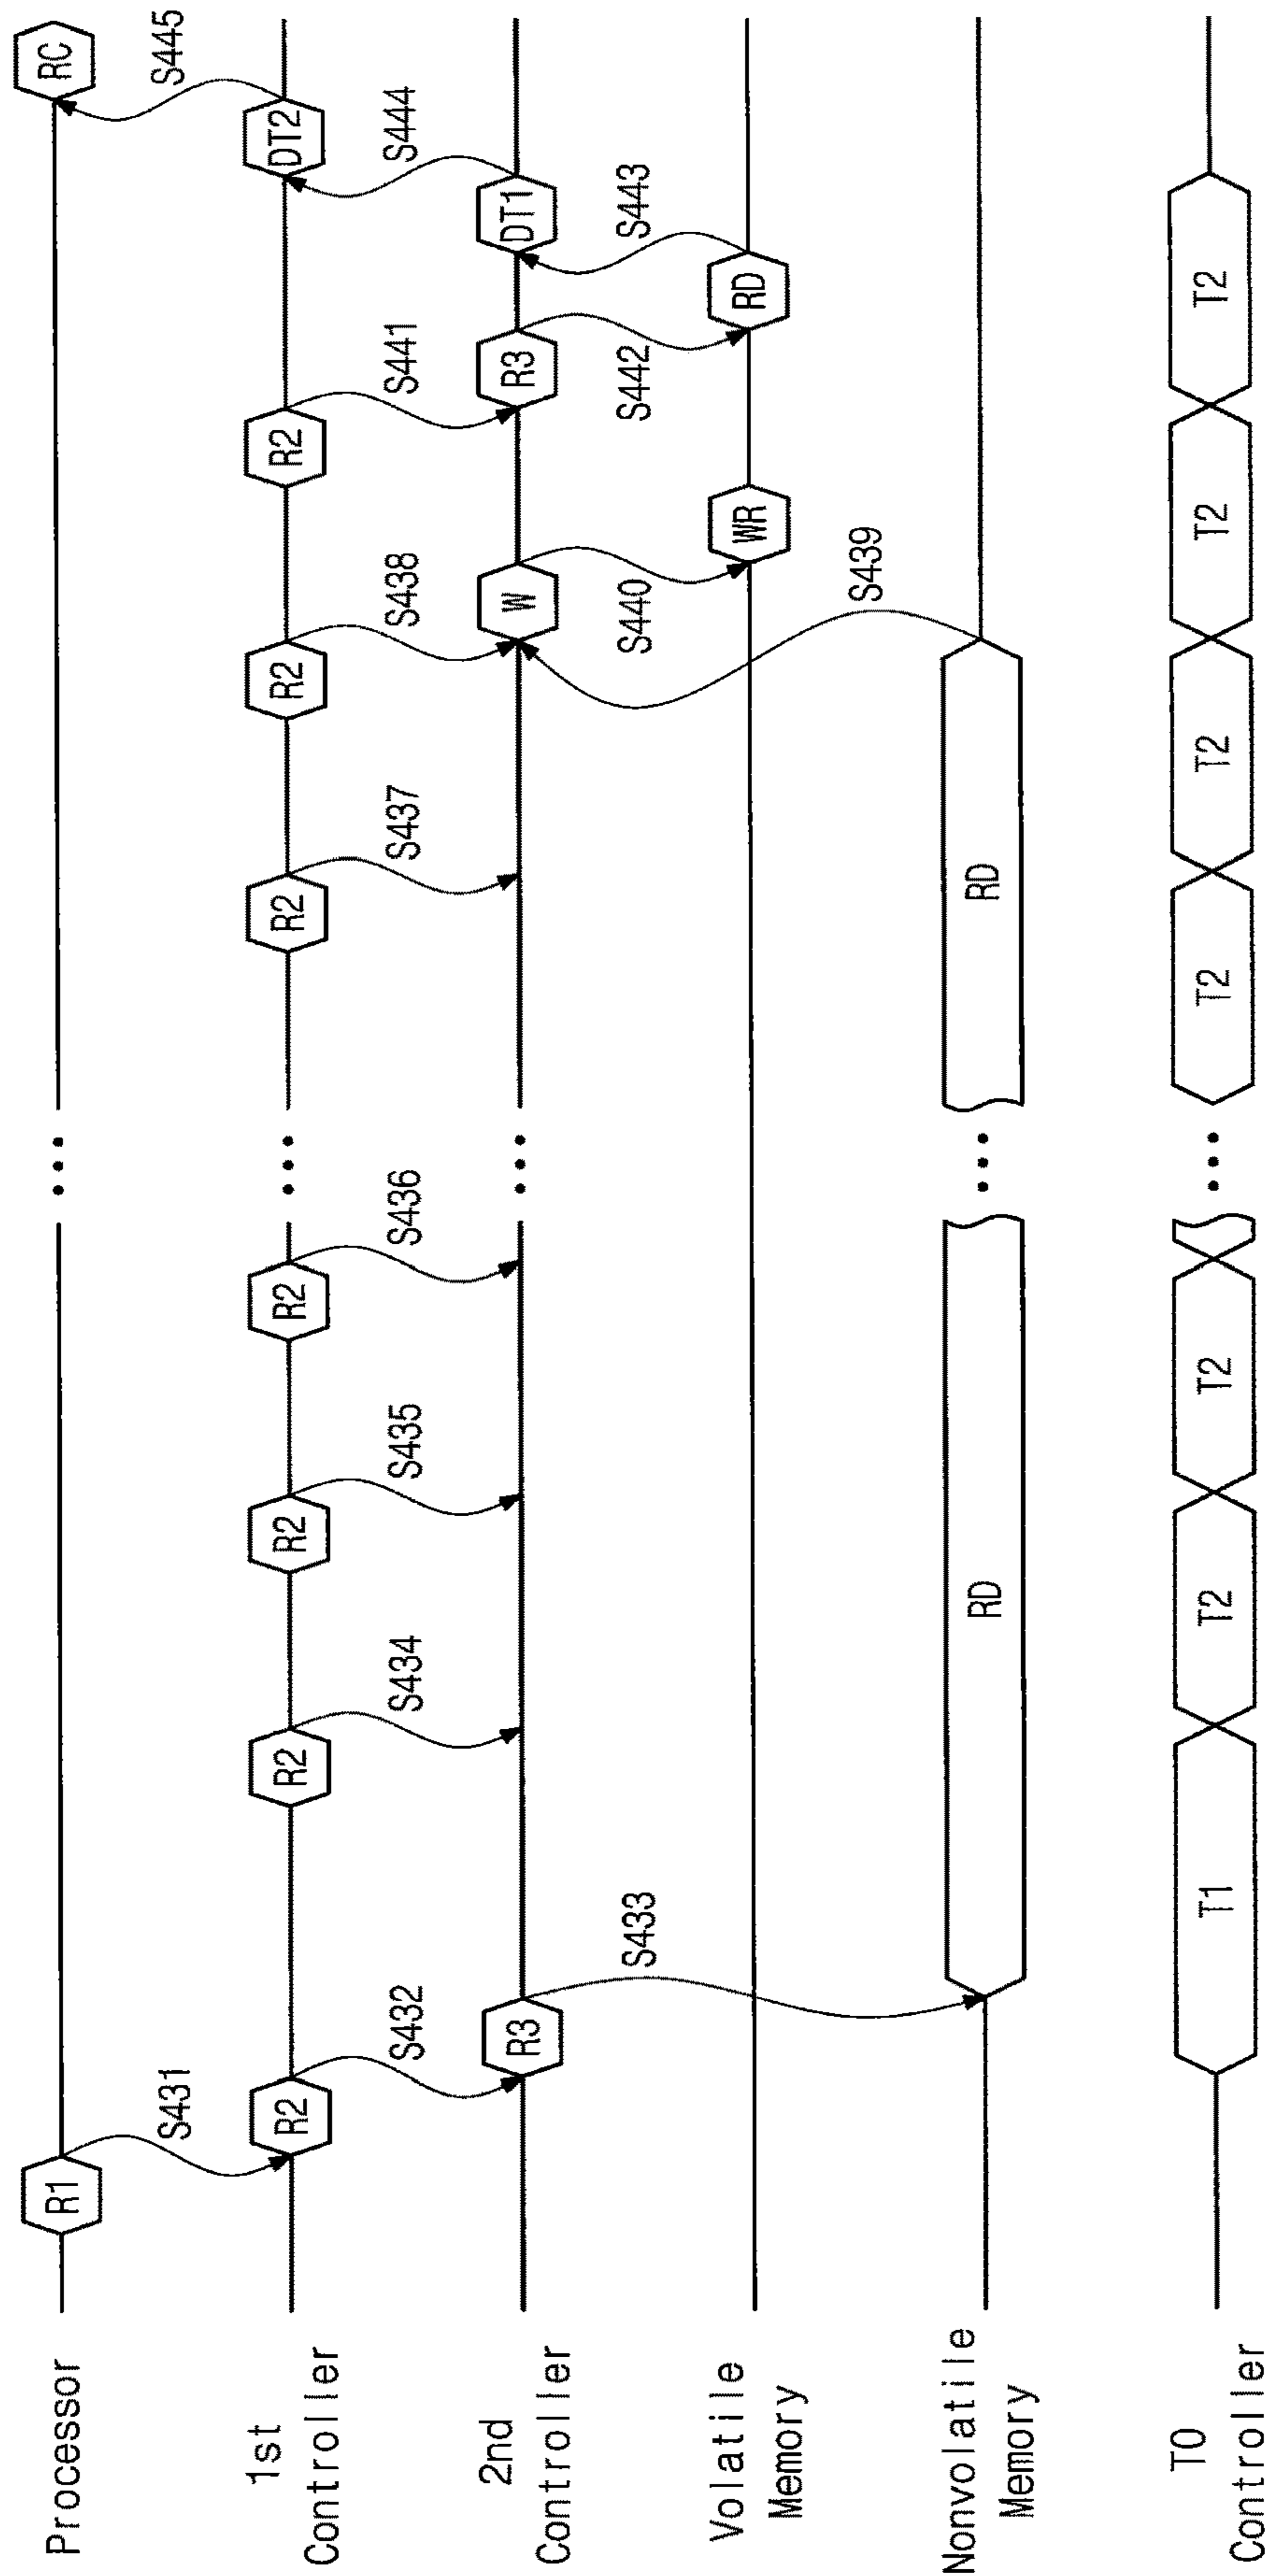 Processor
R1
S431
RC
S445
1st
Controller
R2
S432
R2
S434
R2
S435
R2
S436
...
R2
S437
R2
S438
R2
S441
DT2
S444
2nd
Controller
R3
S433
...
W
S440
R3
S442
DT1
S443
Volatile
Memory
WR
RD
Nonvolatile
Memory
RD
...
RD
S439
TO
Controller
T1
T2
T2
...
T2
T2
T2
T2